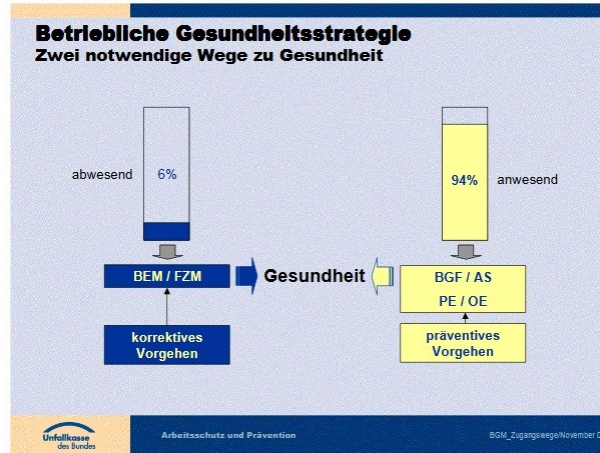 Betriebliche Gesundheitsstrategie
Zwei notwendige Wege zu Gesundheit
abwesend
6%
94%
anwesend
BEM / FZM
Gesundheit
BGF / AS
PE / OE
korrektives
Vorgehen
präventives
Vorgehen
Unfallkasse
des Bundes
Arbeitsschutz und Prävention
BGM_Zugangswege/November 0